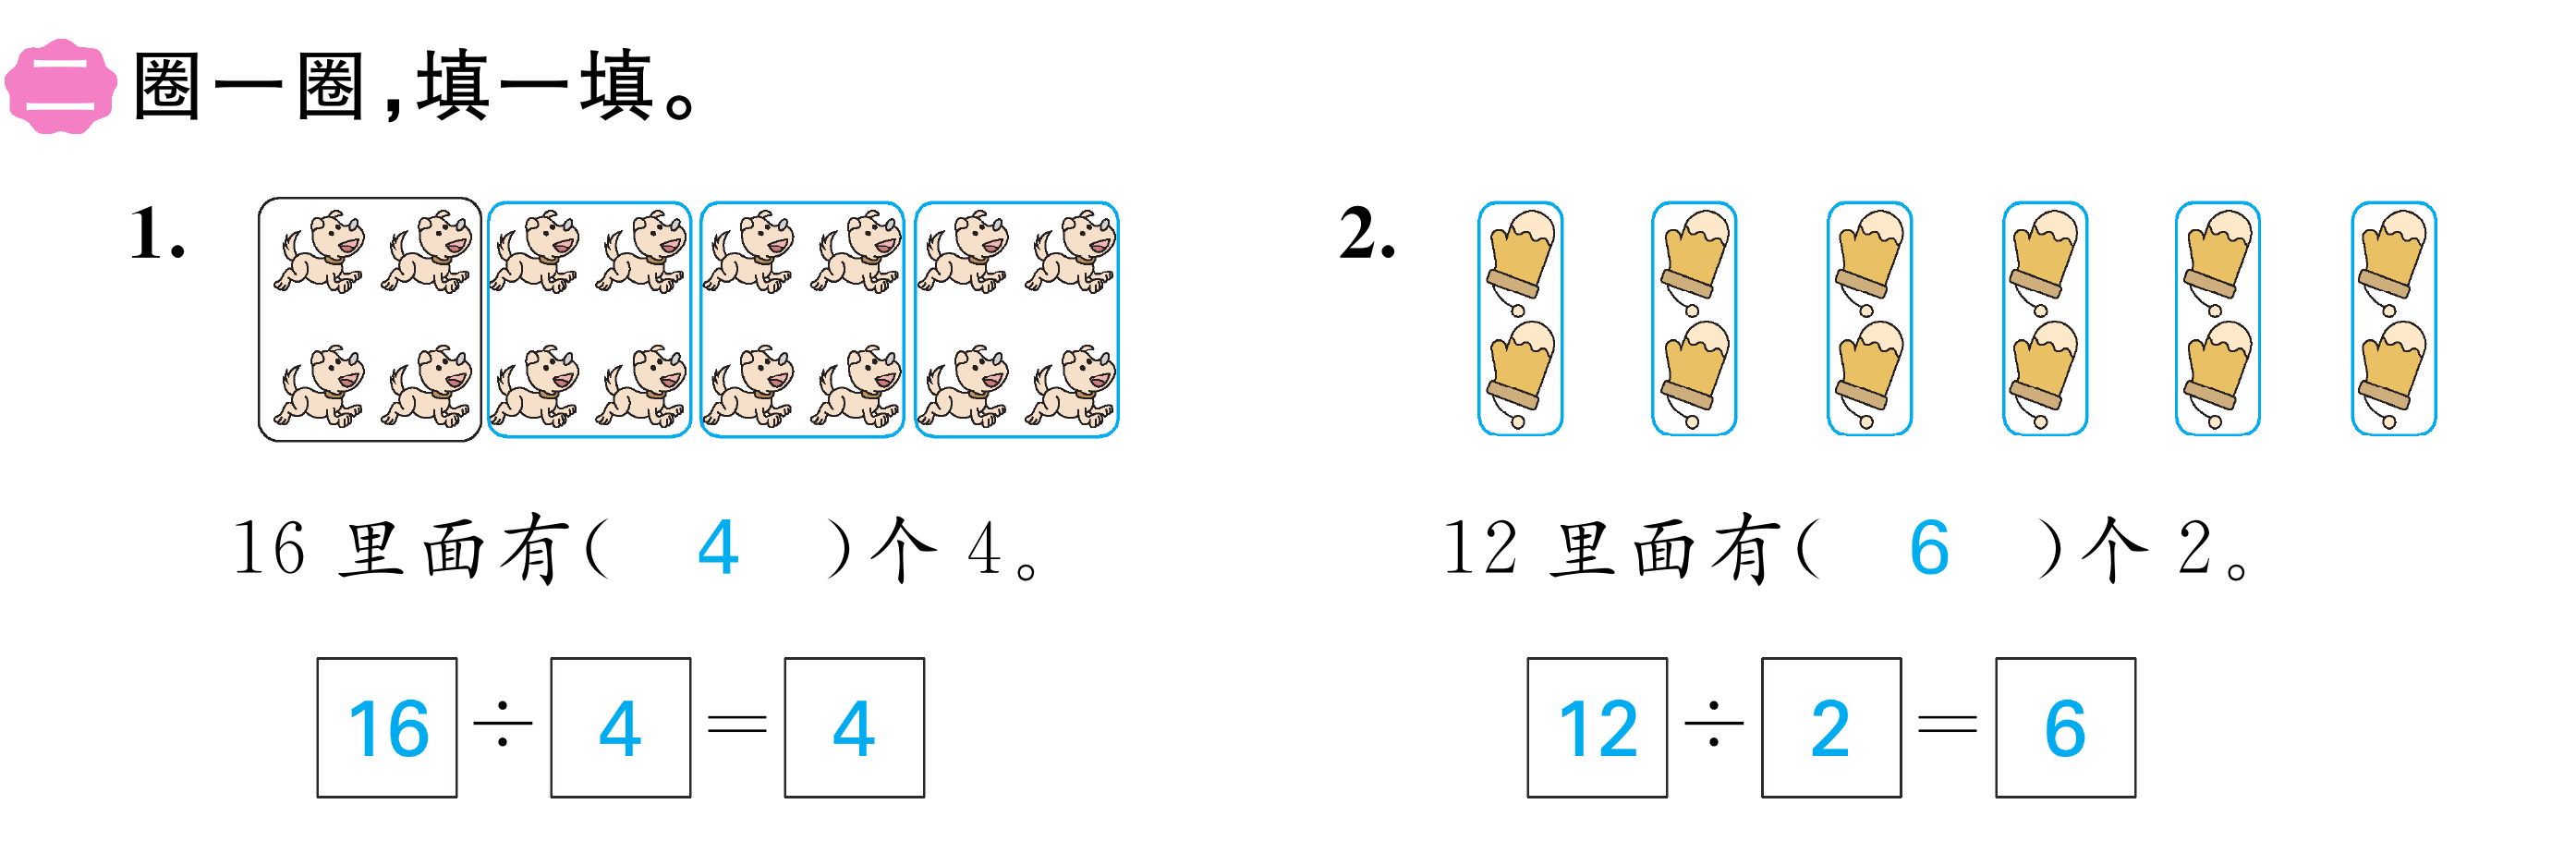 二 圈一圈,填一填。
1.
16 里面有( 4 )个 4。
16 ÷ 4 = 4
2.
12 里面有( 6 )个 2。
12 ÷ 2 = 6